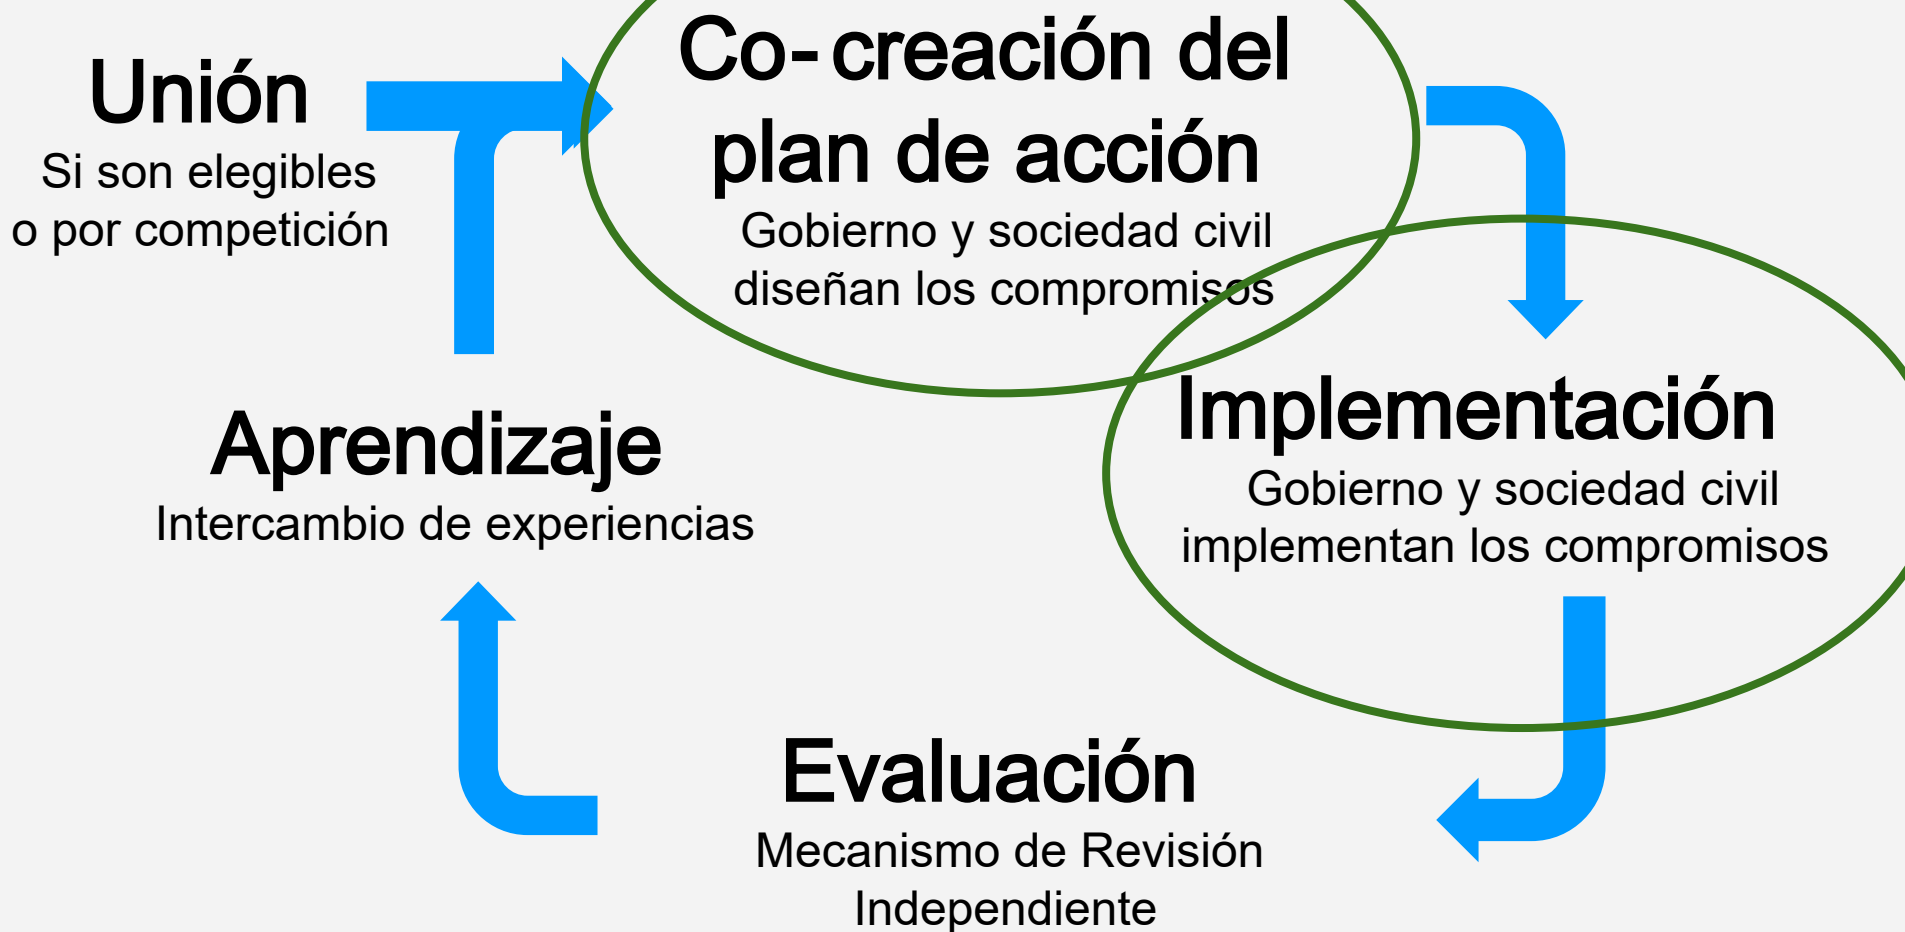 Unión
Si son elegibles
o por competición
Co-creación del
plan de acción
Gobierno y sociedad civil
diseñan los compromisos
Implementación
Gobierno y sociedad civil
implementan los compromisos
Evaluación
Mecanismo de Revisión
Independiente
Aprendizaje
Intercambio de experiencias